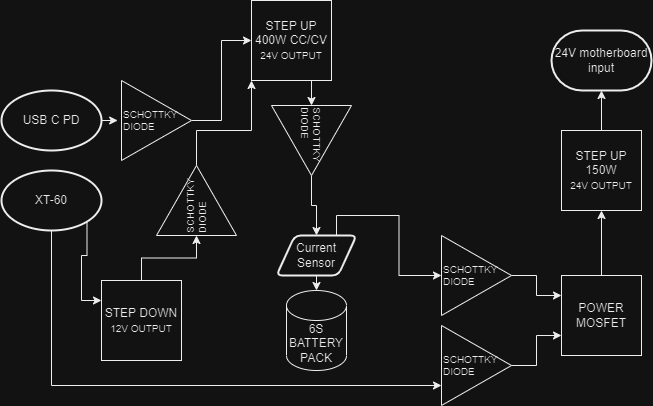 STEP UP
400W CC/CV
24V OUTPUT
24V motherboard
input
USB C PD
SCHOTTKY
DIODE
SCHOTTKY
DIODE
STEP UP
150W
24V OUTPUT
XT-60
SCHOTTKY
DIODE
Current
Sensor
SCHOTTKY
DIODE
STEP DOWN
12V OUTPUT
6S
BATTERY
PACK
POWER
MOSFET
SCHOTTKY
DIODE